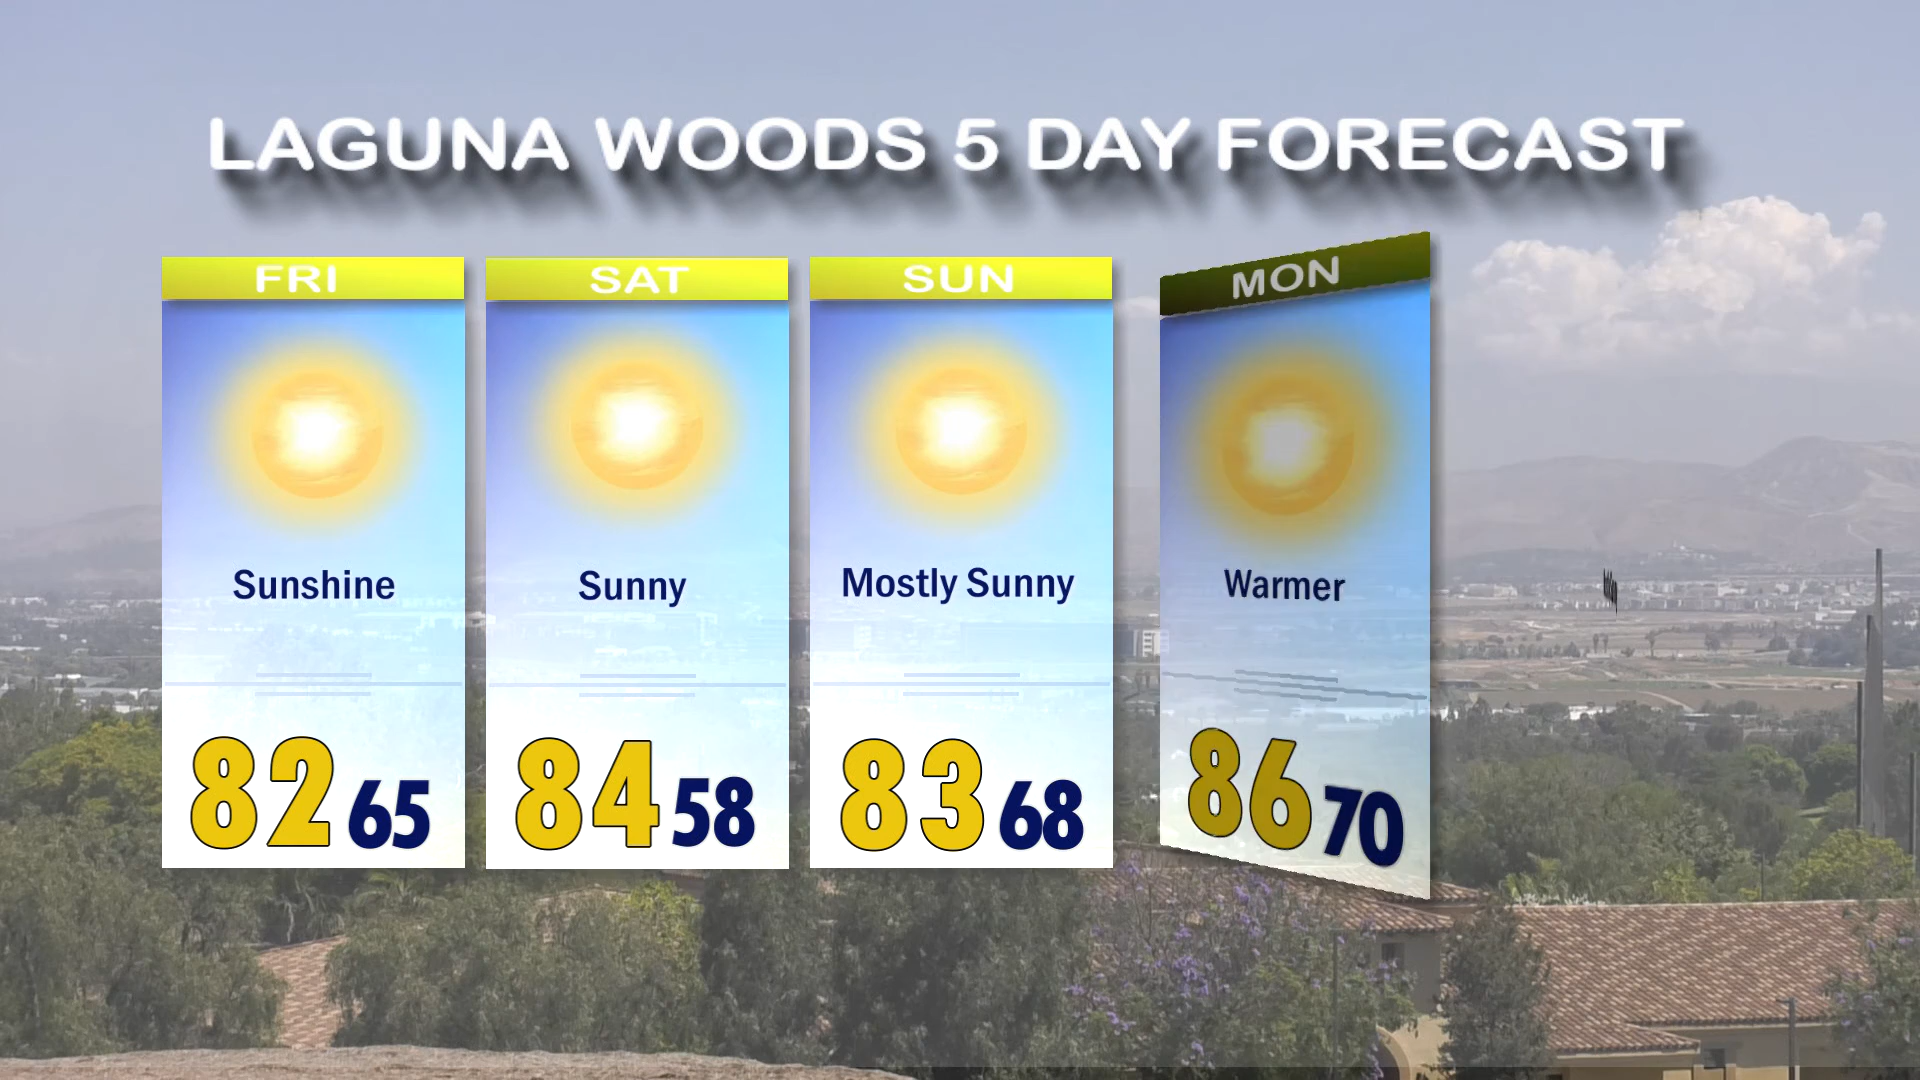 LAGUNA WOODS 5 DAY FORECAST
FRI
Sunshine
82 65
SAT
Sunny
84 58
SUN
Mostly Sunny
83 68
MON
Warmer
86 70